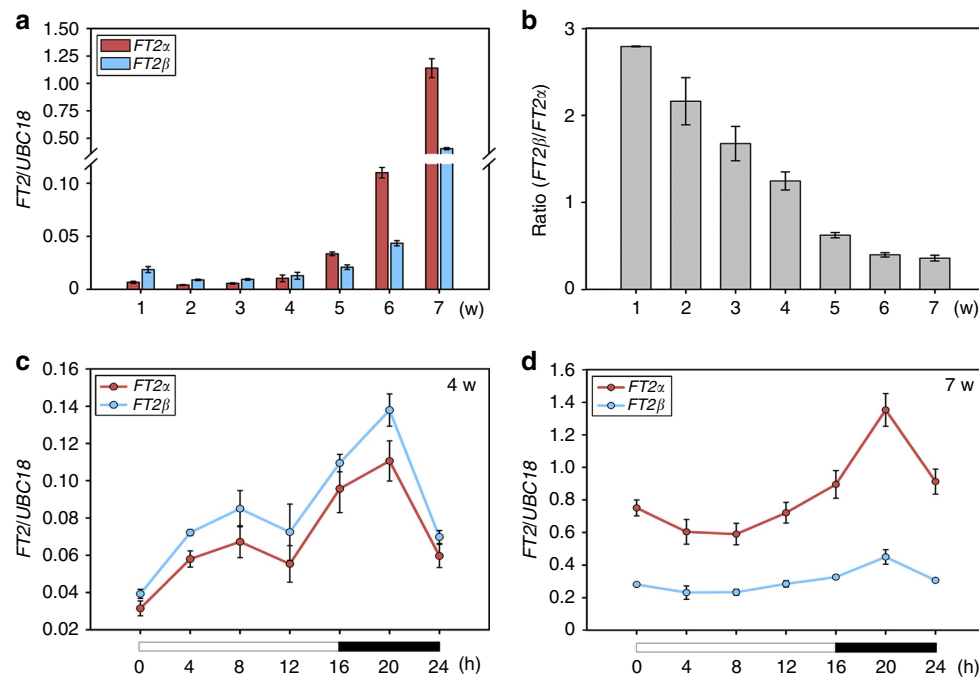 a
1.50
1.25
1.00
0.75
0.50
0.10
0.05
0
FT2/UBC18
FT2α
FT2β
1 2 3 4 5 6 7 (w)
b
3
2
1
0
Ratio (FT2β/FT2α)
1 2 3 4 5 6 7 (w)
c
0.16
0.14
0.12
0.10
0.08
0.06
0.04
0.02
FT2/UBC18
FT2α
FT2β
4 w
0 4 8 12 16 20 24 (h)
d
1.6
1.4
1.2
1.0
0.8
0.6
0.4
0.2
0
FT2/UBC18
FT2α
FT2β
7 w
0 4 8 12 16 20 24 (h)